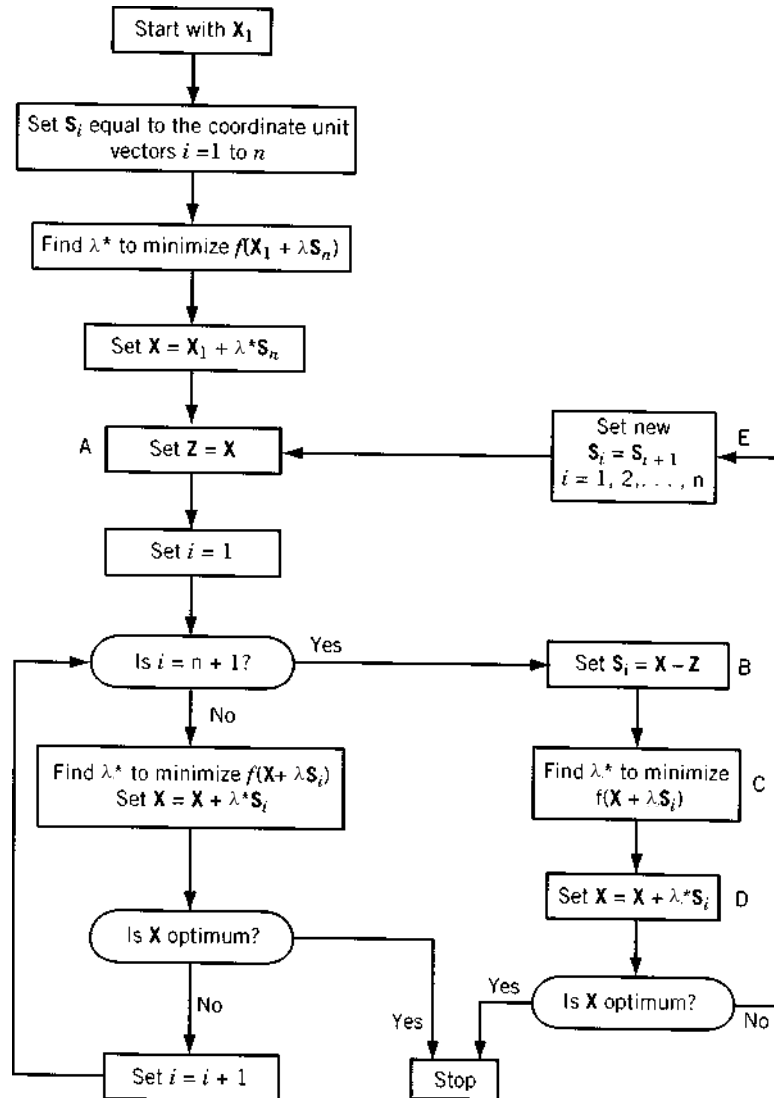 Start with X₁
Set Sᵢ equal to the coordinate unit
vectors i =1 to n
Find λ* to minimize f(X₁ + λSₙ)
Set X = X₁ + λ*Sₙ
A
Set Z = X
Set new
Sᵢ = Sᵢ₊₁
i = 1, 2,. . . , n
E
Set i = 1
Is i = n + 1?
Yes
Set Sᵢ = X – Z
B
No
Find λ* to minimize f(X+ λSᵢ)
Set X = X + λ*Sᵢ
Find λ* to minimize
f(X + λSᵢ)
C
Set X = X + λ*Sᵢ
D
Is X optimum?
Yes
No
Is X optimum?
Yes
No
Set i = i + 1
Stop